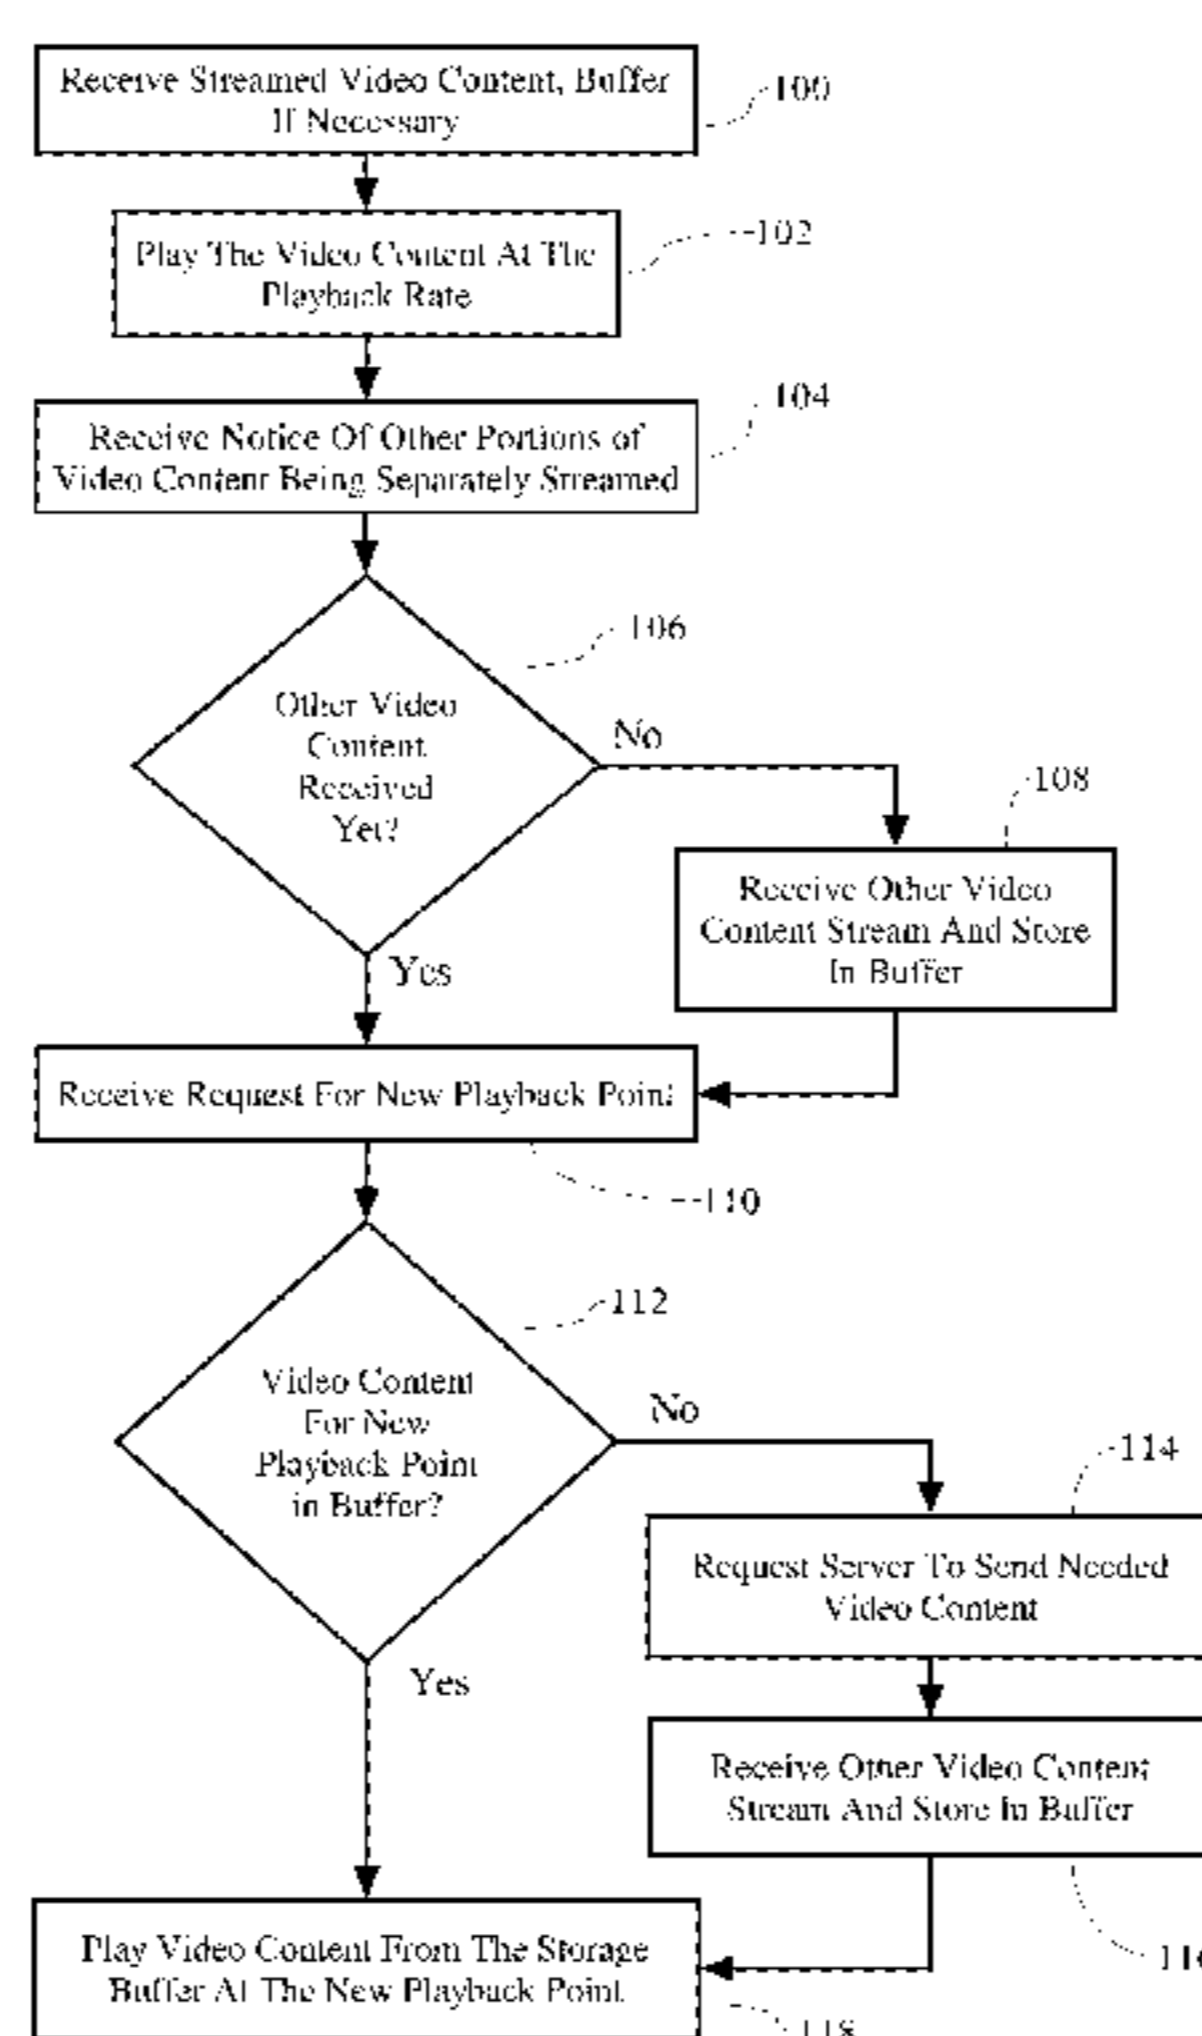 Receive Streamed Video Content, Buffer
If Necessary
100
Play The Video Content At The
Playback Rate
102
Receive Notice Of Other Portions of
Video Content Being Separately Streamed
104
Other Video
Content
Received
Yet?
106
No
Receive Other Video
Content Stream And Store
In Buffer
108
Yes
Receive Request For New Playback Point
110
Video Content
For New
Playback Point
in Buffer?
112
No
Request Server To Send Needed
Video Content
114
Yes
Receive Other Video Content
Stream And Store In Buffer
Play Video Content From The Storage
Buffer At The New Playback Point
118